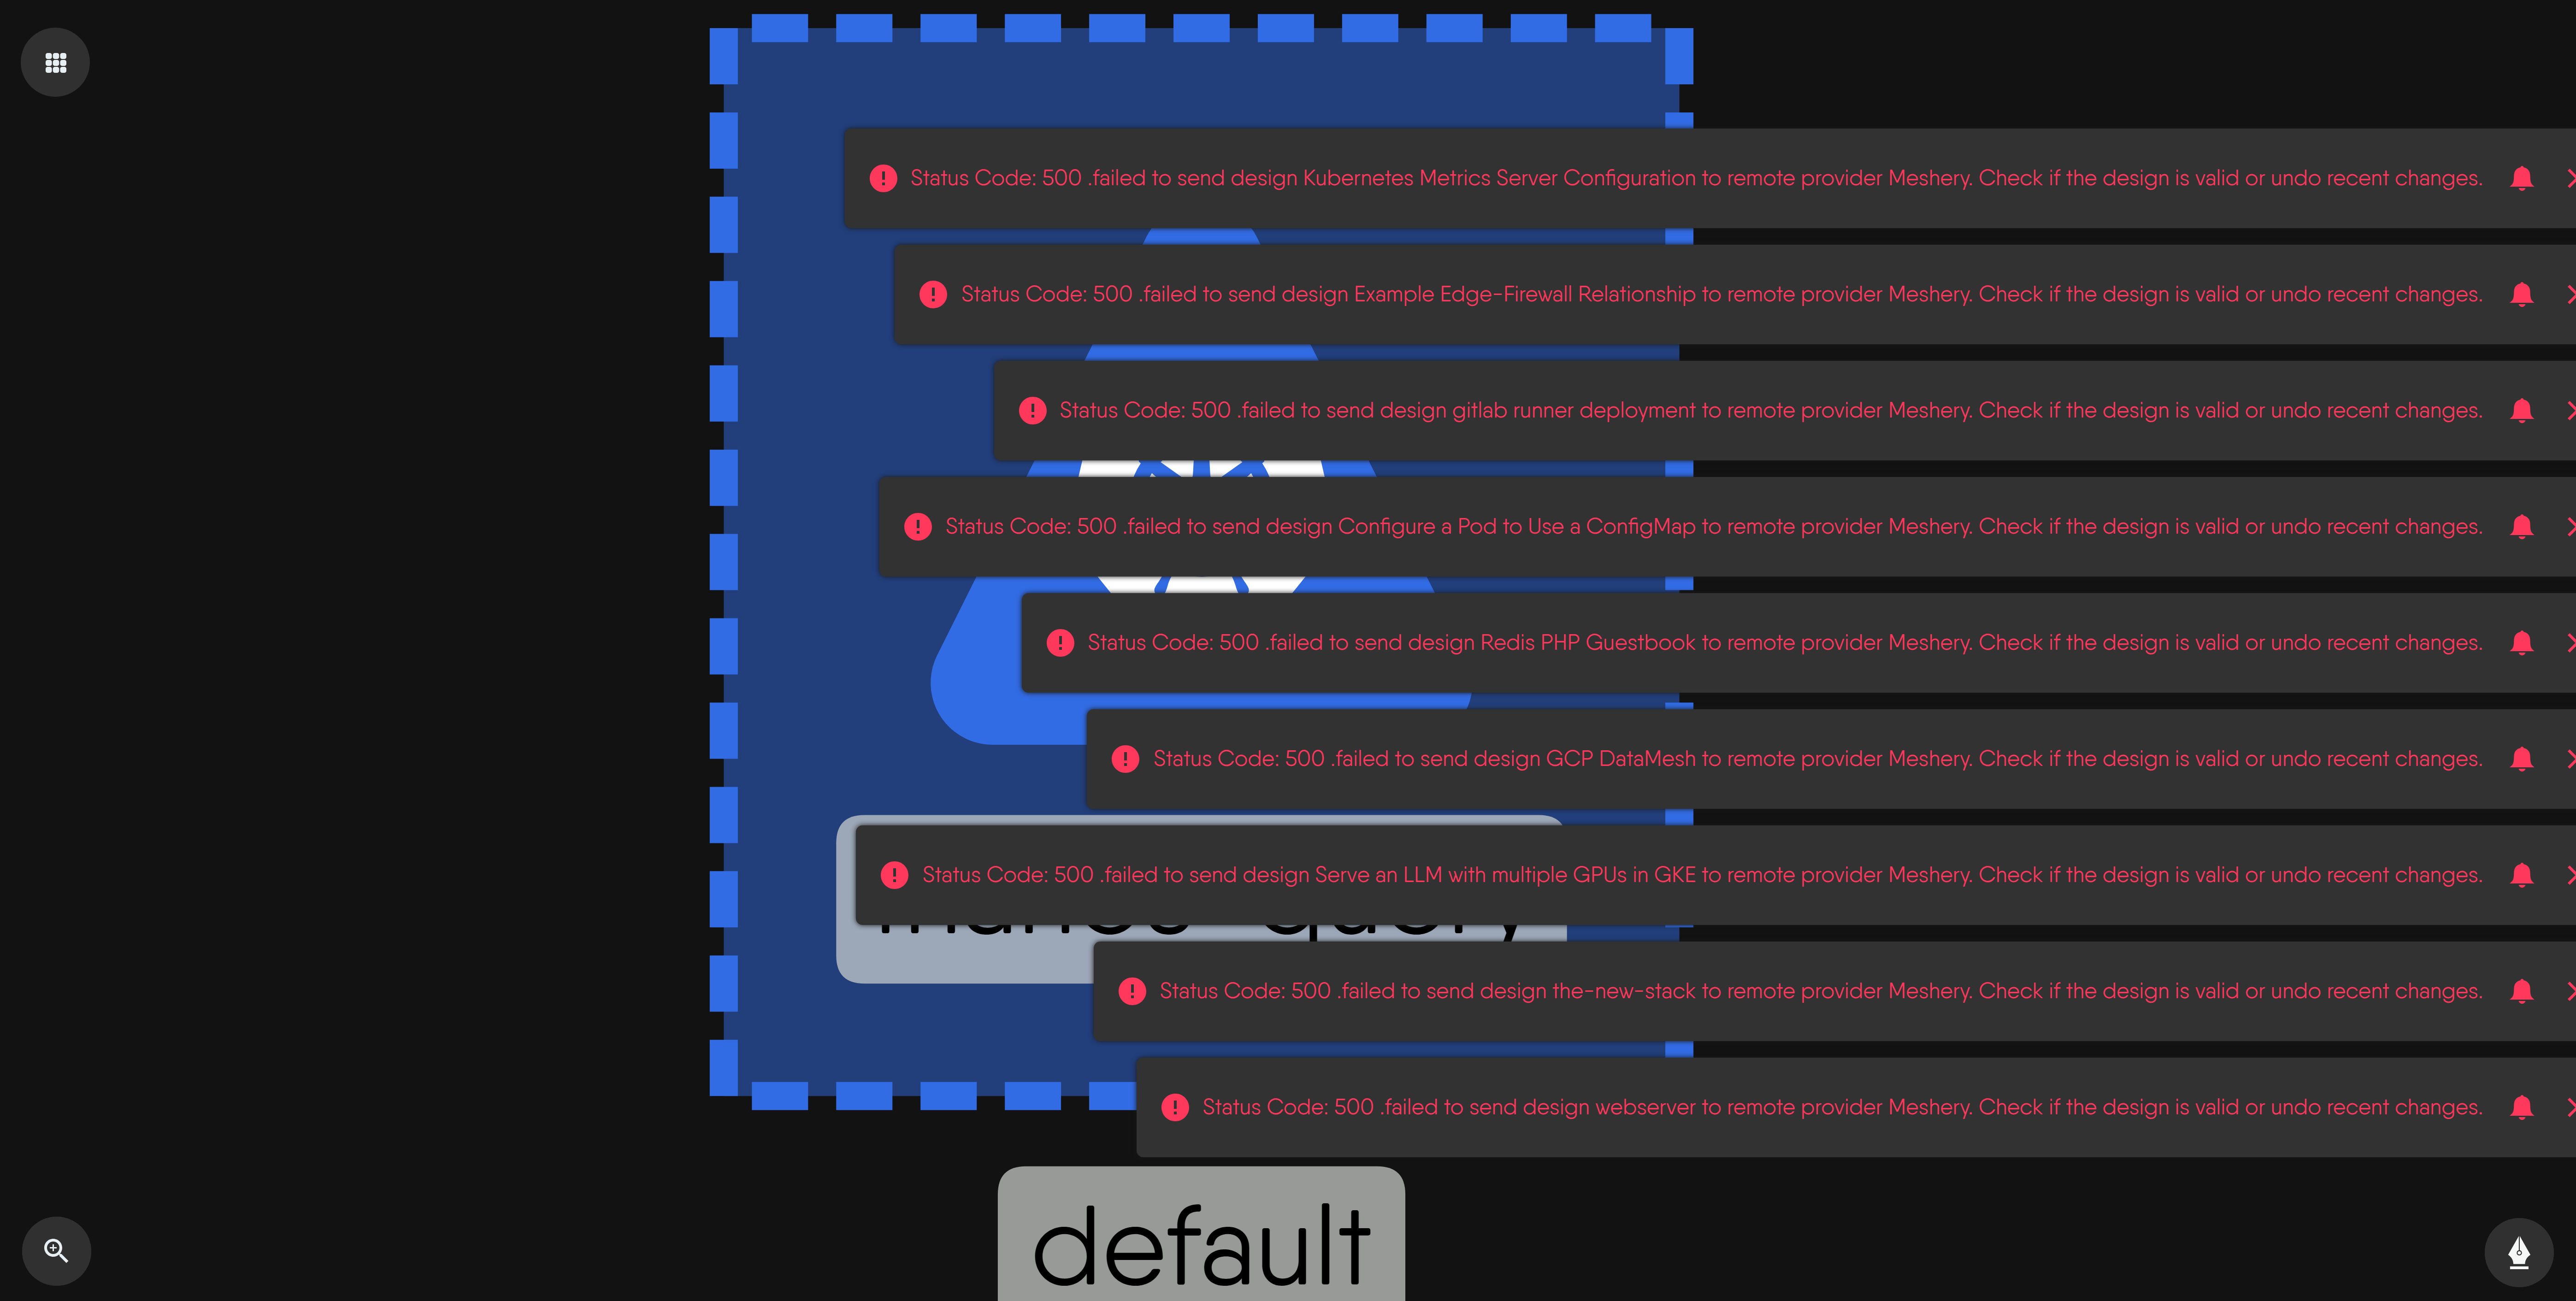 Status Code: 500 .failed to send design Kubernetes Metrics Server Configuration to remote provider Meshery. Check if the design is valid or undo recent changes.
Status Code: 500 .failed to send design Example Edge-Firewall Relationship to remote provider Meshery. Check if the design is valid or undo recent changes.
Status Code: 500 .failed to send design gitlab runner deployment to remote provider Meshery. Check if the design is valid or undo recent changes.
Status Code: 500 .failed to send design Configure a Pod to Use a ConfigMap to remote provider Meshery. Check if the design is valid or undo recent changes.
Status Code: 500 .failed to send design Redis PHP Guestbook to remote provider Meshery. Check if the design is valid or undo recent changes.
Status Code: 500 .failed to send design GCP DataMesh to remote provider Meshery. Check if the design is valid or undo recent changes.
Status Code: 500 .failed to send design Serve an LLM with multiple GPUs in GKE to remote provider Meshery. Check if the design is valid or undo recent changes.
Status Code: 500 .failed to send design the-new-stack to remote provider Meshery. Check if the design is valid or undo recent changes.
Status Code: 500 .failed to send design webserver to remote provider Meshery. Check if the design is valid or undo recent changes.
default